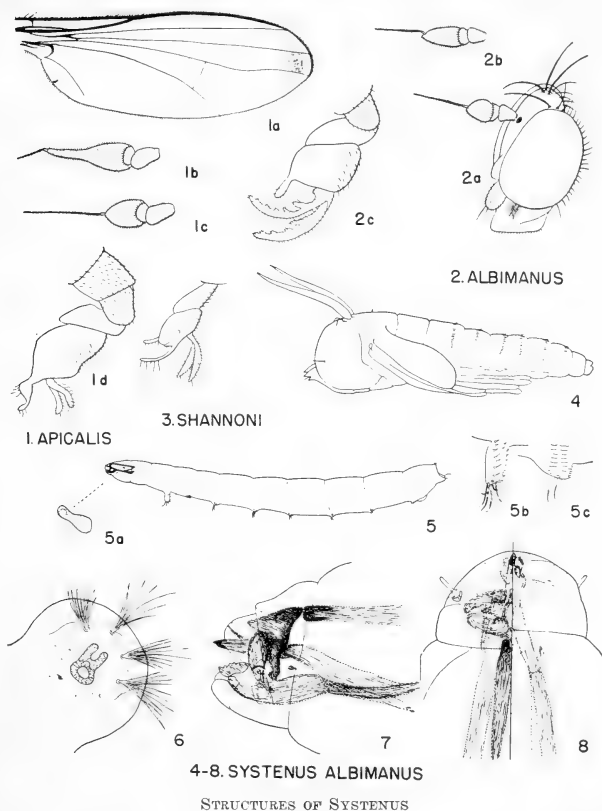 1a
2b
1b
1c
2c
2a
2. ALBIMANUS
1d
3. SHANNONI
4
1. APICALIS
5a
5
5b
5c
6
7
8
4-8. SYSTENUS ALBIMANUS
STRUCTURES OF SYSTENUS